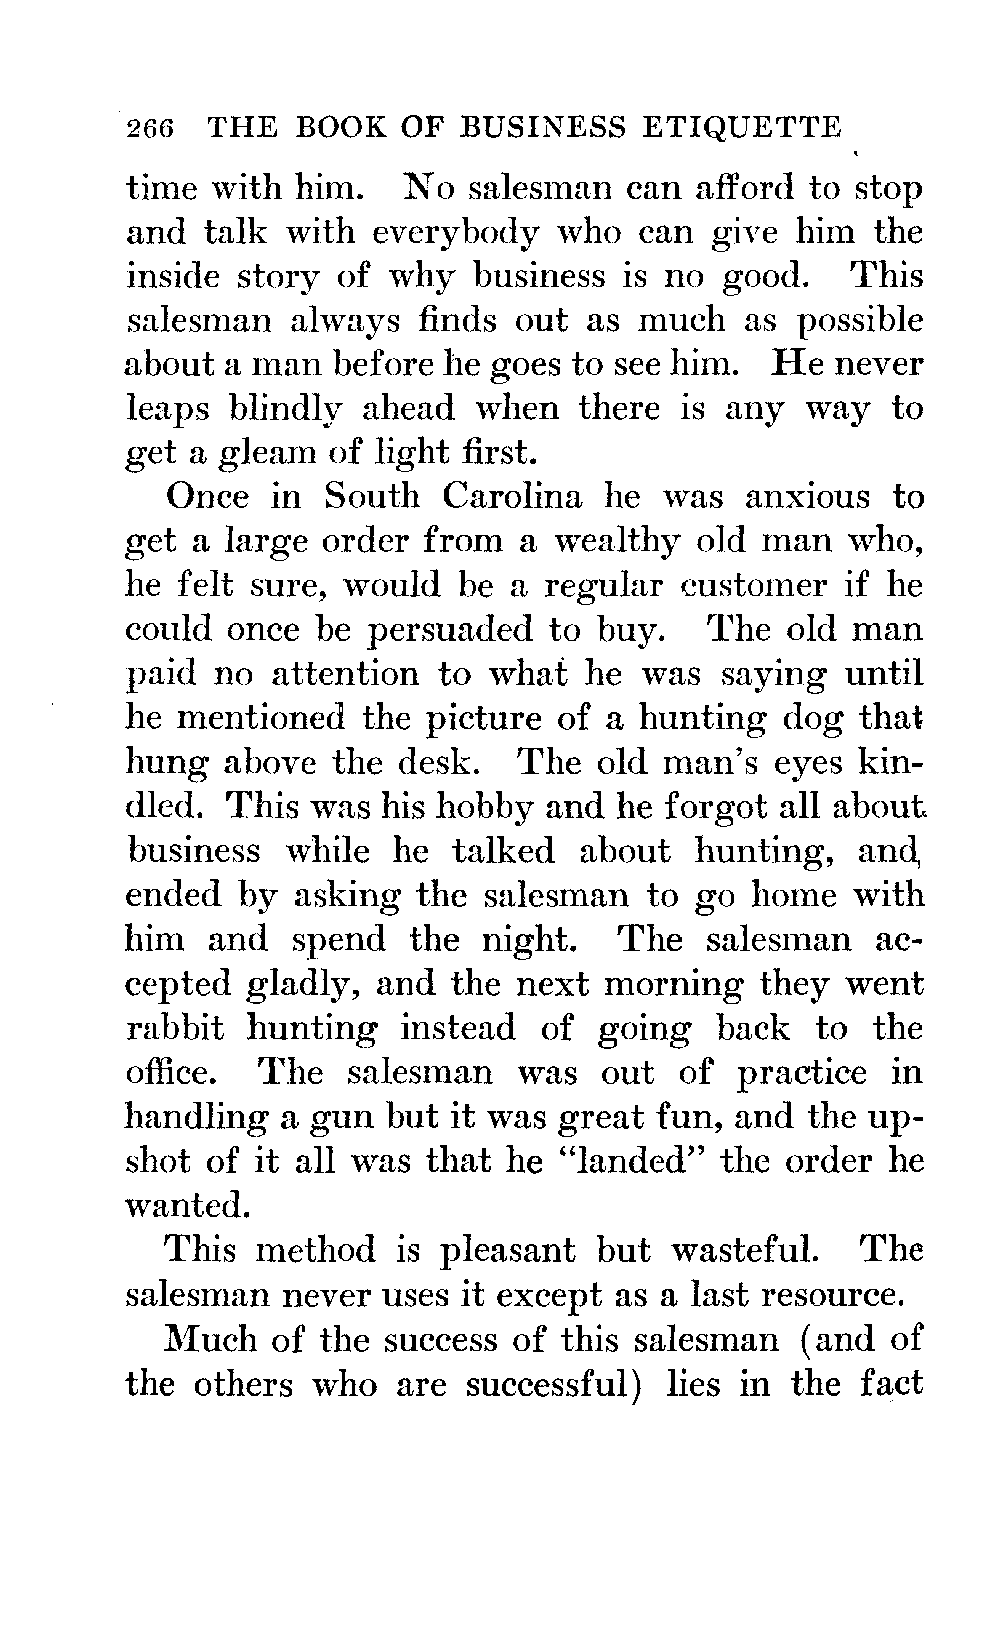 266 THE BOOK OF BUSINESS ETIQUETTE
time with him. No salesman can afford to stop
and talk with everybody who can give him the
inside story of why business is no good. This
salesman always finds out as much as possible
about a man before he goes to see him. He never
leaps blindly ahead when there is any way to
get a gleam of light first.
Once in South Carolina he was anxious to
get a large order from a wealthy old man who,
he felt sure, would be a regular customer if he
could once be persuaded to buy. The old man
paid no attention to what he was saying until
he mentioned the picture of a hunting dog that
hung above the desk. The old man's eyes kin-
dled. This was his hobby and he forgot all about
business while he talked about hunting, and,
ended by asking the salesman to go home with
him and spend the night. The salesman ac-
cepted gladly, and the next morning they went
rabbit hunting instead of going back to the
office. The salesman was out of practice in
handling a gun but it was great fun, and the up-
shot of it all was that he "landed" the order he
wanted.
This method is pleasant but wasteful. The
salesman never uses it except as a last resource.
Much of the success of this salesman (and of
the others who are successful) lies in the fact